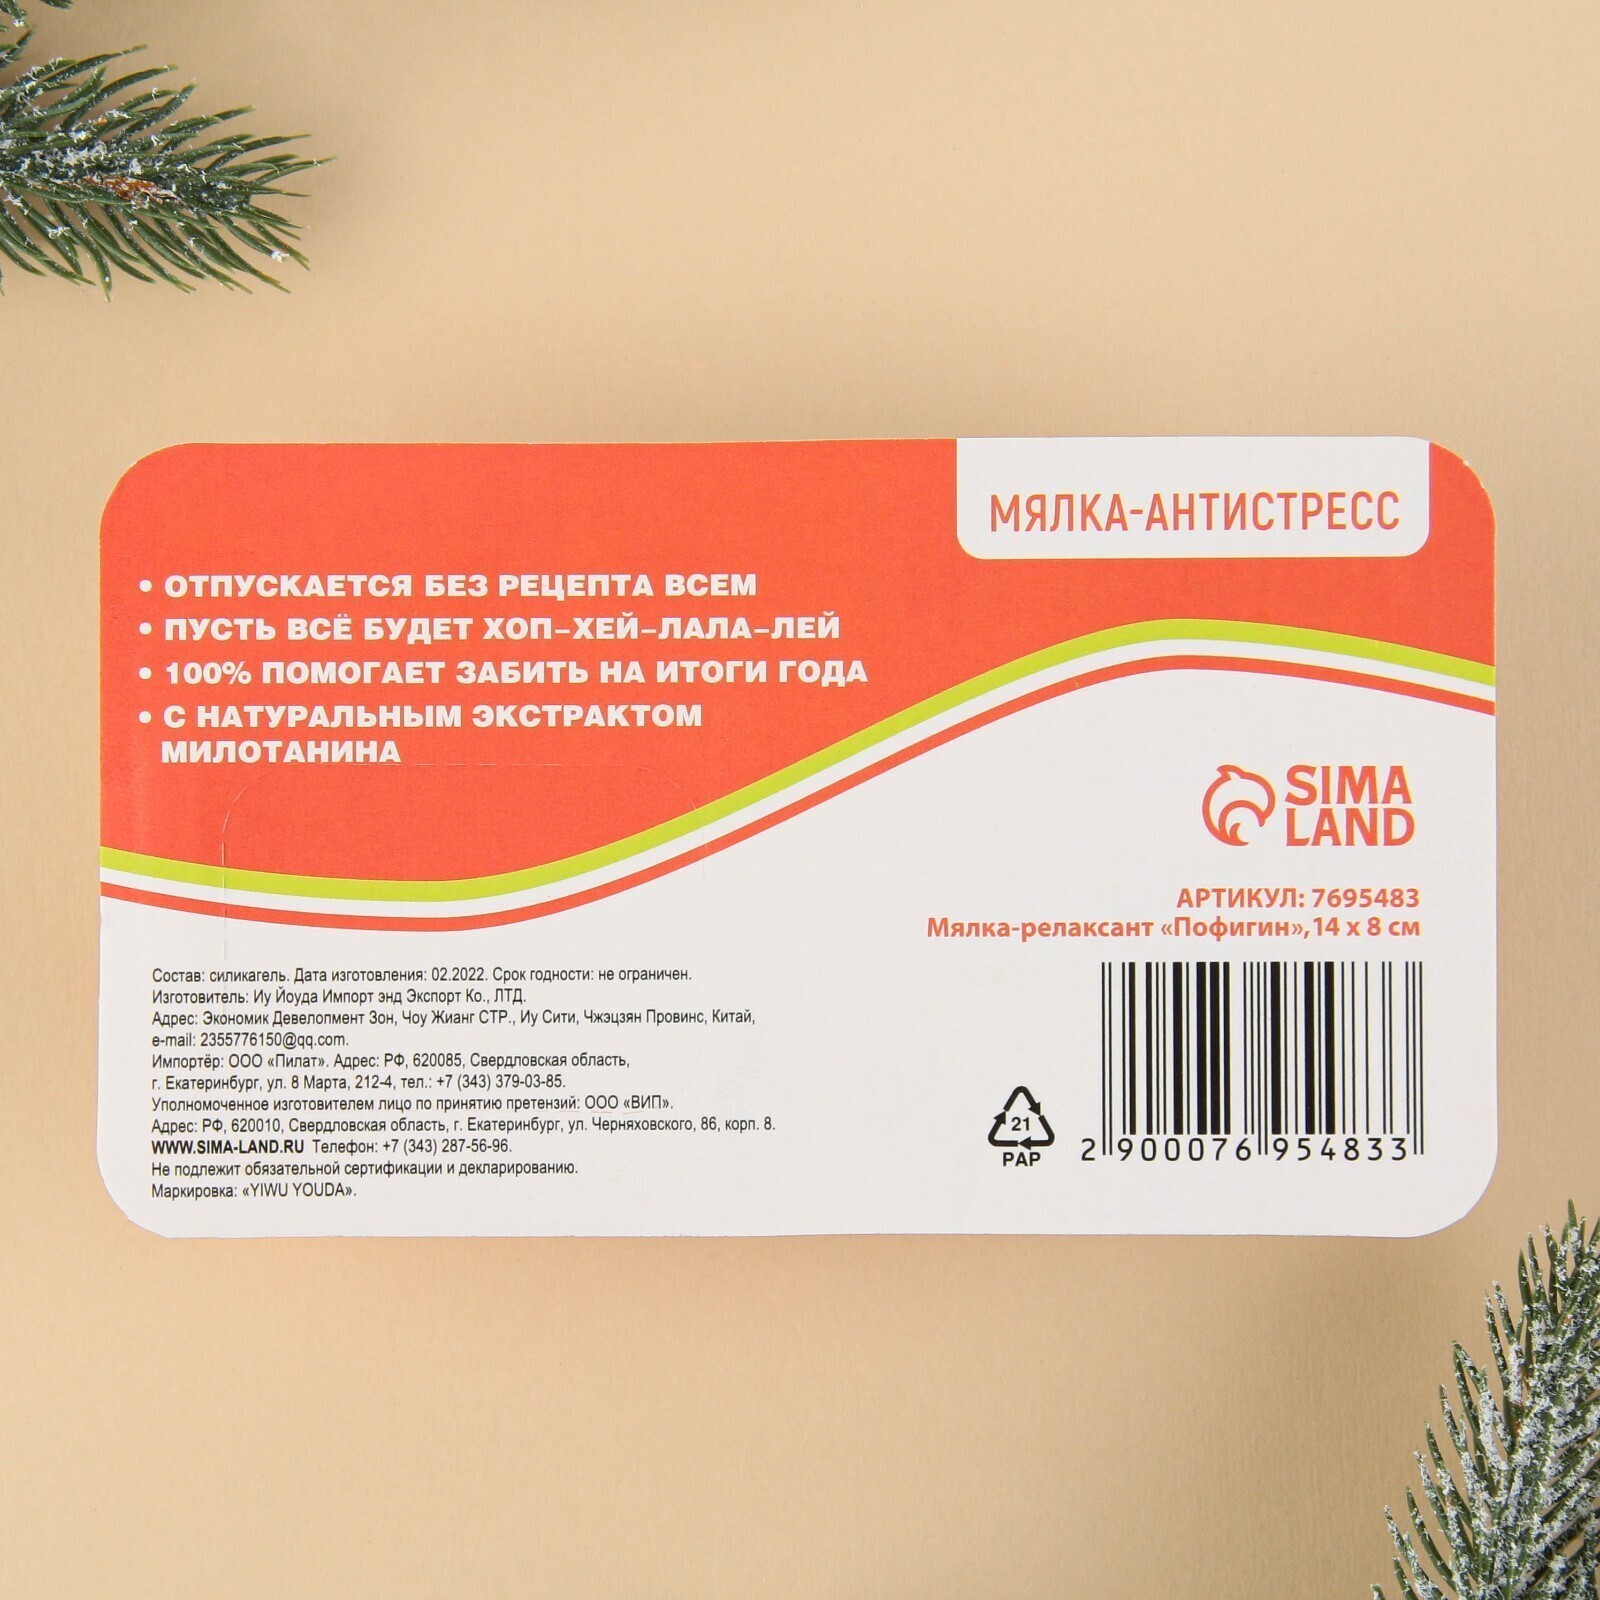 МЯЛКА-АНТИСТРЕСС
• ОТПУСКАЕТСЯ БЕЗ РЕЦЕПТА ВСЕМ
• ПУСТЬ ВСЁ БУДЕТ ХОП-ХЕЙ-ЛАЛА-ЛЕЙ
• 100% ПОМОГАЕТ ЗАБИТЬ НА ИТОГИ ГОДА
• С НАТУРАЛЬНЫМ ЭКСТРАКТОМ
МИЛОТАНИНА
SIMA
LAND
АРТИКУЛ: 7695483
Мялка-релаксант «Пофигин», 14 х 8 см
Состав: силикагель. Дата изготовления: 02.2022. Срок годности: не ограничен.
Изготовитель: Иу Йоуда Импорт энд Экспорт Ко., ЛТД.
Адрес: Экономик Девелопмент Зон, Чоу Жианг СТР., Иу Сити, Чжэцзян Провинс, Китай,
e-mail: 2355776150@qq.com.
Импортёр: ООО «Пилат». Адрес: РФ, 620085, Свердловская область,
г. Екатеринбург, ул. 8 Марта, 212-4, тел.: +7 (343) 379-03-85.
Уполномоченное изготовителем лицо по принятию претензий: ООО «ВИП».
Адрес: РФ, 620010, Свердловская область, г. Екатеринбург, ул. Черняховского, 86, корп. 8.
WWW.SIMA-LAND.RU Телефон: +7 (343) 287-56-96.
Не подлежит обязательной сертификации и декларированию.
Маркировка: «YIWU YOUDA».
21
PAP
2 900076 954833